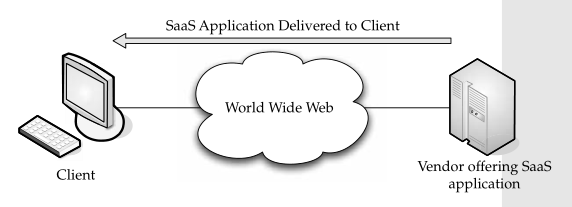 SaaS Application Delivered to Client
World Wide Web
Client
Vendor offering SaaS
application